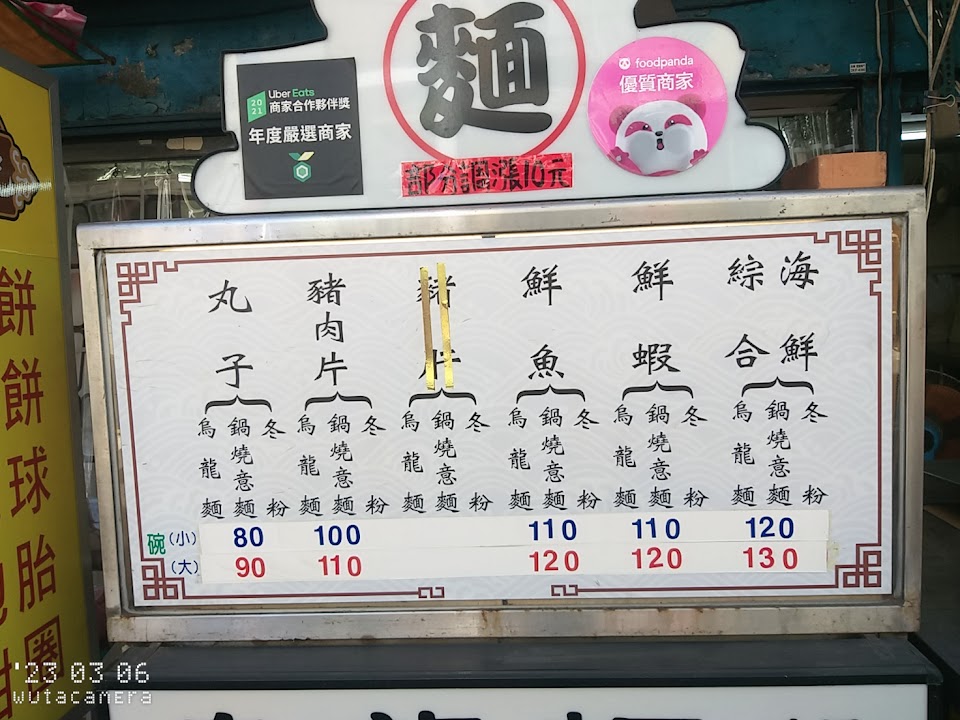 麵
Uber Eats
2021
商家合作夥伴獎
年度嚴選商家
foodpanda
優質商家
部分調漲10元
海鮮
綜合
鮮蝦
鮮魚
豬肉片
丸子
烏龍麵 鍋燒意麵 冬粉
烏龍麵 鍋燒意麵 冬粉
烏龍麵 鍋燒意麵 冬粉
烏龍麵 鍋燒意麵 冬粉
烏龍麵 鍋燒意麵 冬粉
烏龍麵 鍋燒意麵 冬粉
碗
(小) 80 100 110 110 120
(大) 90 110 120 120 130
餅
餅
球
胎
圈
'23 03 06
wutacamera